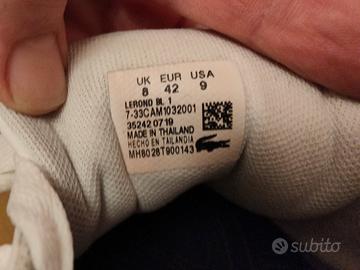 UK EUR USA
8 42 9
LEROND BL 1
7-33CAM1032001
35242 07 19
MADE IN THAILAND
HECHO EN TAILANDIA
MH8028T900143
subito